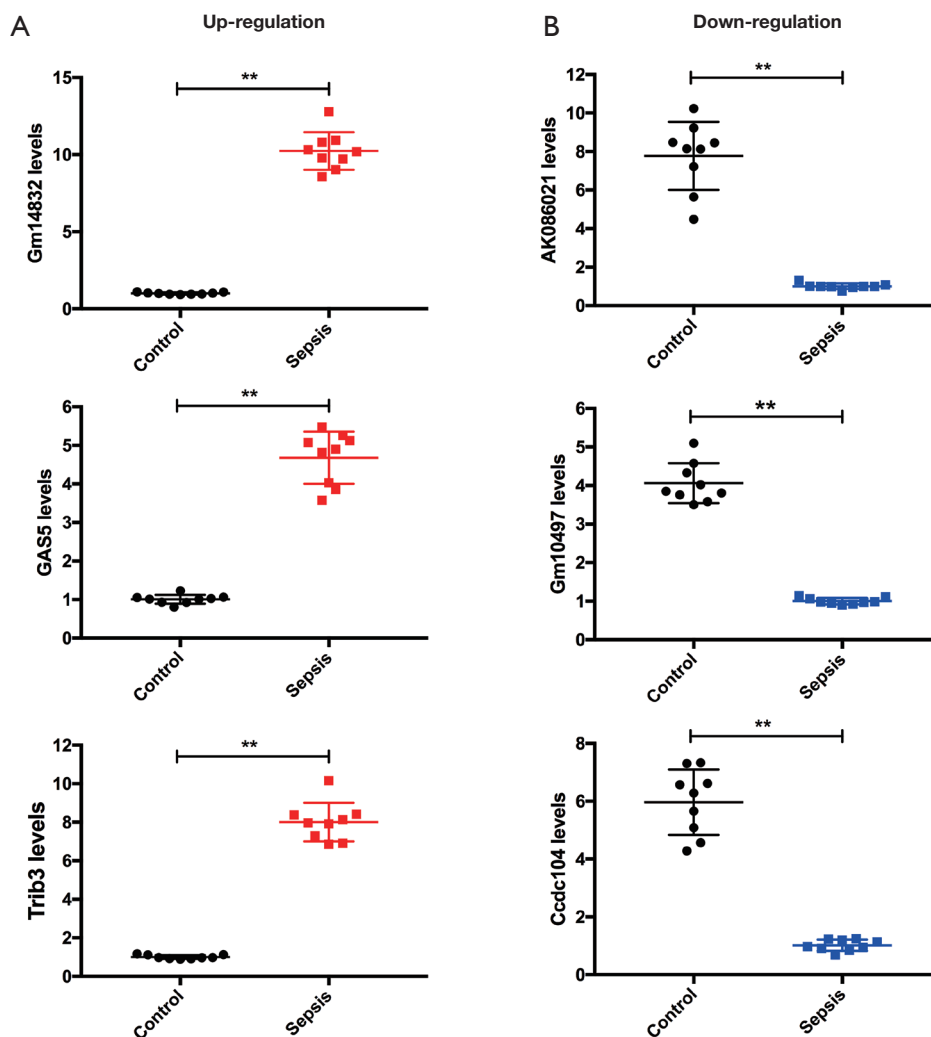 A
Up-regulation
B
Down-regulation
Gm14832 levels
15
10
5
0
**
Control
Sepsis
AK086021 levels
12
10
8
6
4
2
0
**
Control
Sepsis
GAS5 levels
6
5
4
3
2
1
0
**
Control
Sepsis
Gm10497 levels
6
5
4
3
2
1
0
**
Control
Sepsis
Trib3 levels
12
10
8
6
4
2
0
**
Control
Sepsis
Ccdc104 levels
8
6
4
2
0
**
Control
Sepsis